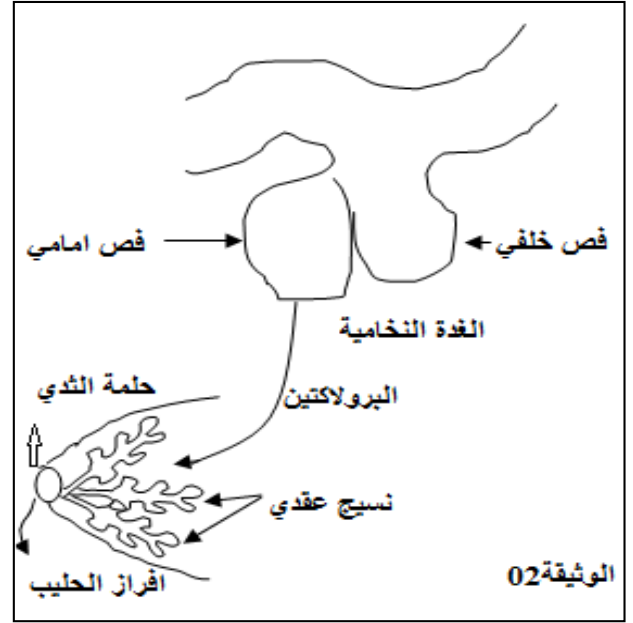 فص خلفي
فص امامي
الغدة النخامية
حلمة الثدي
البرولاكتين
نسيج عقدي
افراز الحليب
الوثيقة02